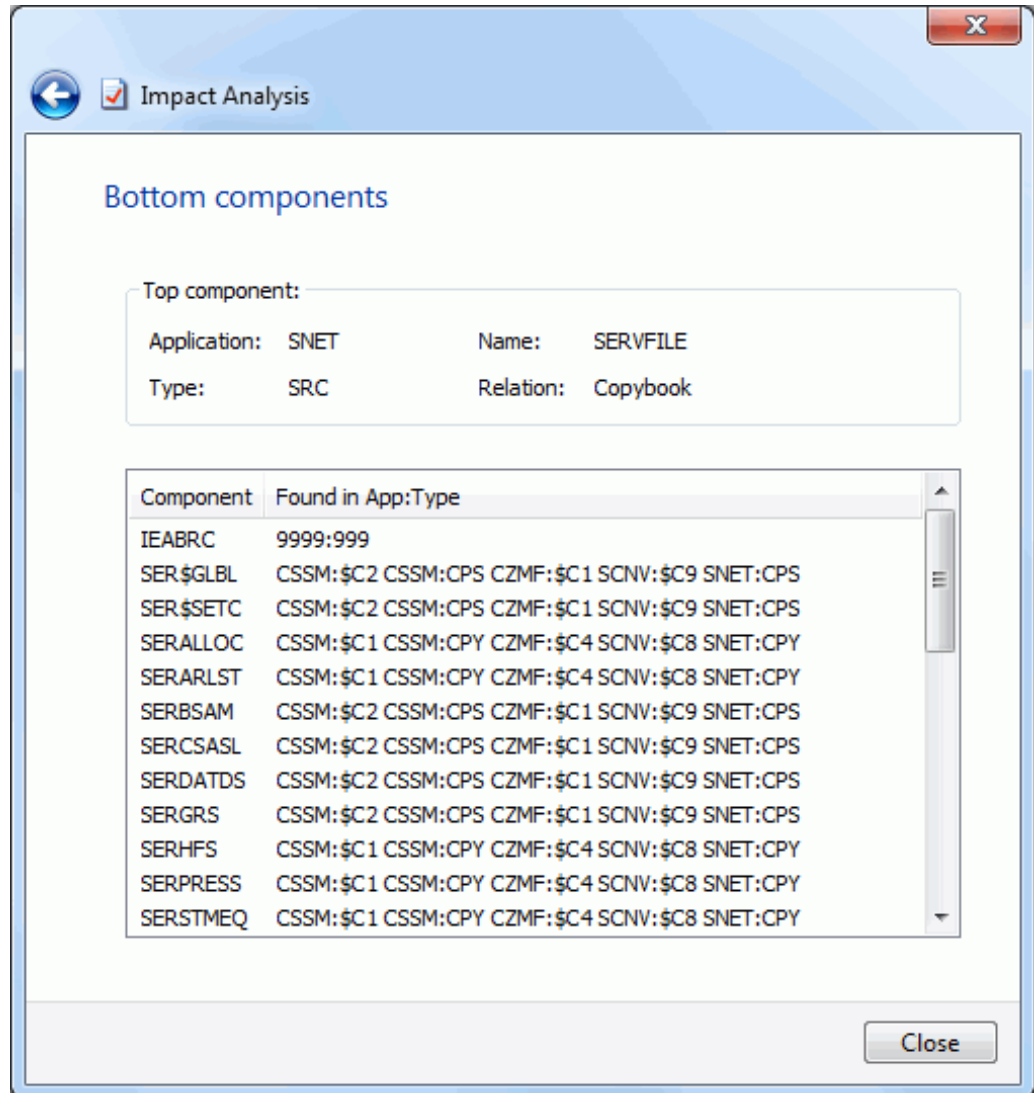 Impact Analysis
Bottom components
Top component:
Application: SNET Name: SERVFILE
Type: SRC Relation: Copybook
Component Found in App:Type
IEABRC 9999:999
SER$GLBL CSSM:$C2 CSSM:CPS CZMF:$C1 SCNV:$C9 SNET:CPS
SER$SETC CSSM:$C2 CSSM:CPS CZMF:$C1 SCNV:$C9 SNET:CPS
SERALLOC CSSM:$C1 CSSM:CPY CZMF:$C4 SCNV:$C8 SNET:CPY
SERARLST CSSM:$C1 CSSM:CPY CZMF:$C4 SCNV:$C8 SNET:CPY
SERBSAM CSSM:$C2 CSSM:CPS CZMF:$C1 SCNV:$C9 SNET:CPS
SERCSASL CSSM:$C2 CSSM:CPS CZMF:$C1 SCNV:$C9 SNET:CPS
SERDATDS CSSM:$C2 CSSM:CPS CZMF:$C1 SCNV:$C9 SNET:CPS
SERGRS CSSM:$C2 CSSM:CPS CZMF:$C1 SCNV:$C9 SNET:CPS
SERHFS CSSM:$C1 CSSM:CPY CZMF:$C4 SCNV:$C8 SNET:CPY
SERPRESS CSSM:$C1 CSSM:CPY CZMF:$C4 SCNV:$C8 SNET:CPY
SERSTMEQ CSSM:$C1 CSSM:CPY CZMF:$C4 SCNV:$C8 SNET:CPY
Close